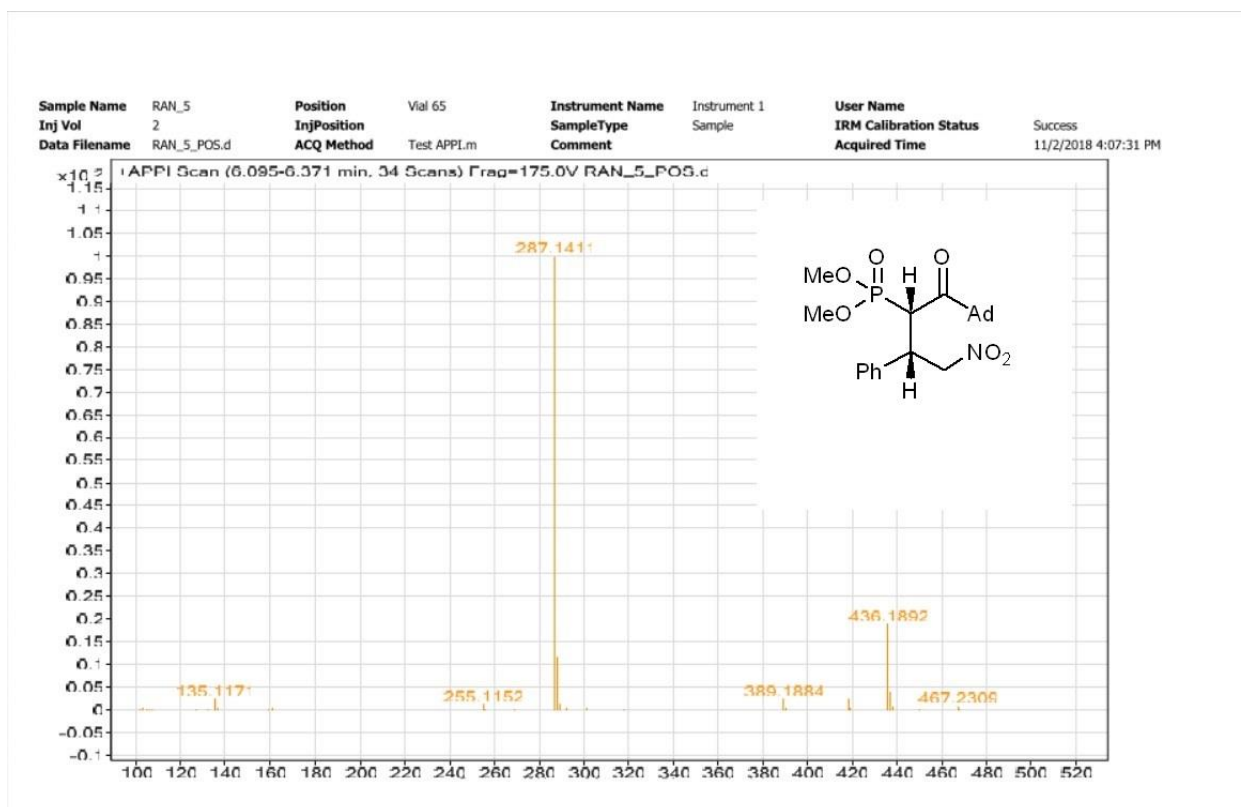 Sample Name RAN_5 Position Vial 65 Instrument Name Instrument 1 User Name
Inj Vol 2 InjPosition SampleType Sample IRM Calibration Status Success
Data Filename RAN_5_POS.d ACQ Method Test APPI.m Comment Acquired Time 11/2/2018 4:07:31 PM
x10 2 +APPI Scan (6.095-6.371 min, 34 Scans) Frag=175.0V RAN_5_POS.d
1.15
1.1
1.05
287.1411
1
0.95
0.9
0.85
0.8
0.75
0.7
0.65
0.6
0.55
0.5
0.45
0.4
0.35
0.3
0.25
0.2
436.1892
0.15
0.1
0.05
135.1171
255.1152
389.1884
467.2309
0
-0.05
-0.1
O O
MeO H
P
MeO Ad
Ph NO2
H
100 120 140 160 180 200 220 240 260 280 300 320 340 360 380 400 420 440 460 480 500 520